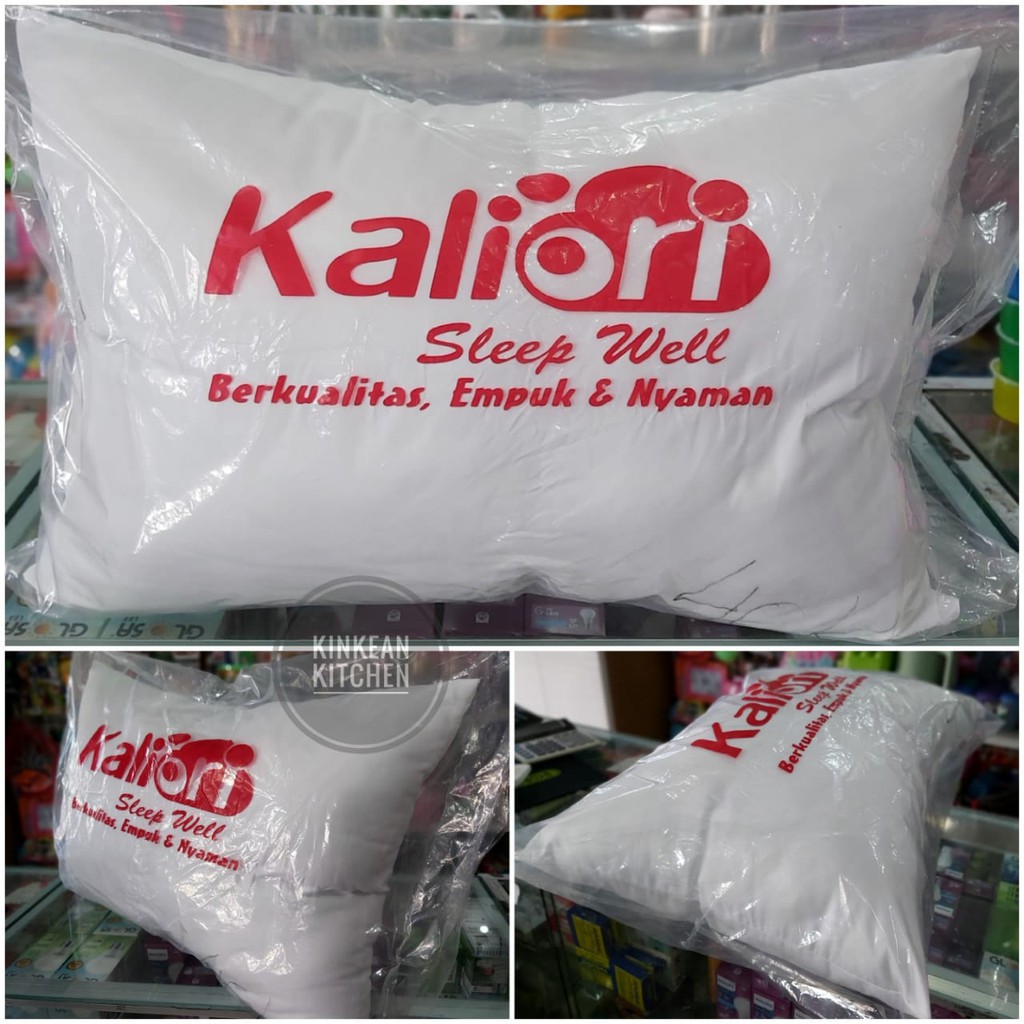 Kaliori
Sleep Well
Berkualitas, Empuk & Nyaman
KINKEAN
KITCHEN
Kaliori
Sleep Well
Berkualitas, Empuk & Nyaman
Kaliori
Sleep Well
Berkualitas, Empuk & Nyaman